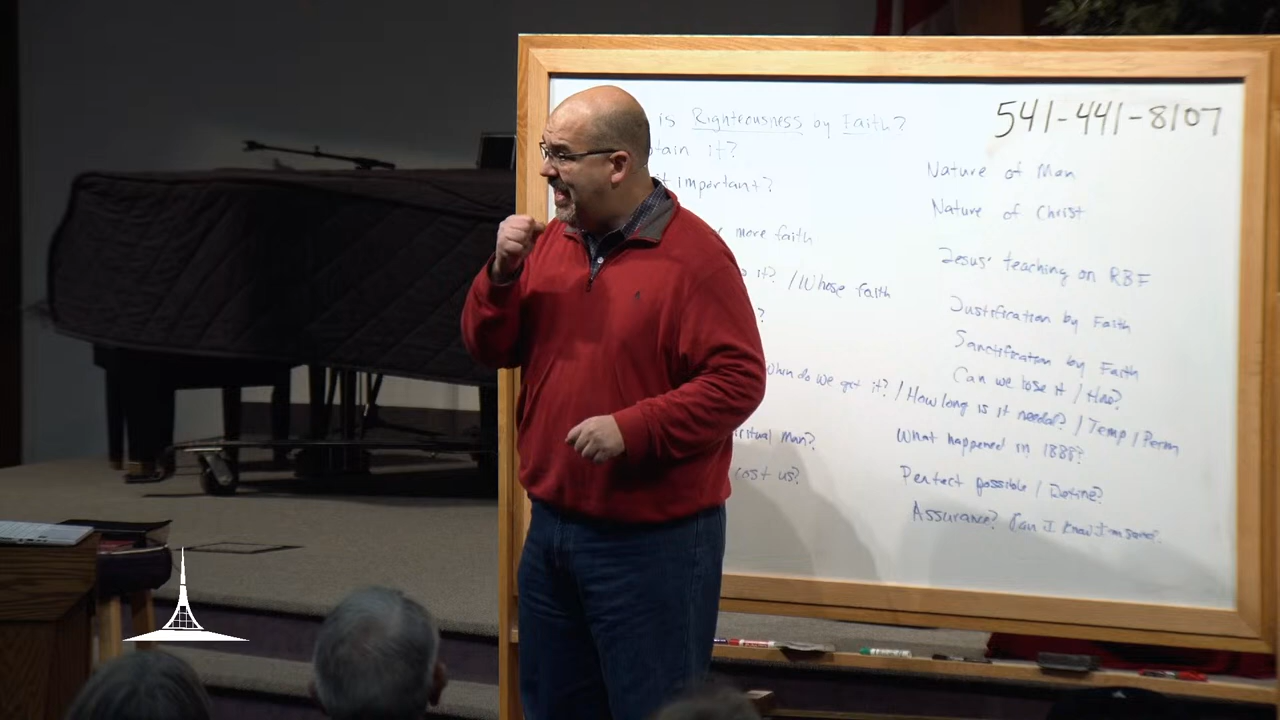 is Righteousness by Faith?
it?
important?
more faith
it? / Whose faith
?
When do we get it? / How long is it needed? / Temp / Perm
Man?
cost us?
541-441-8107
Nature of Man
Nature of Christ
Jesus' teaching on RBF
Justification by Faith
Sanctification by Faith
Can we lose it / How?
What happened in 1888?
Perfect possible / Define?
Assurance? Can I Know I'm